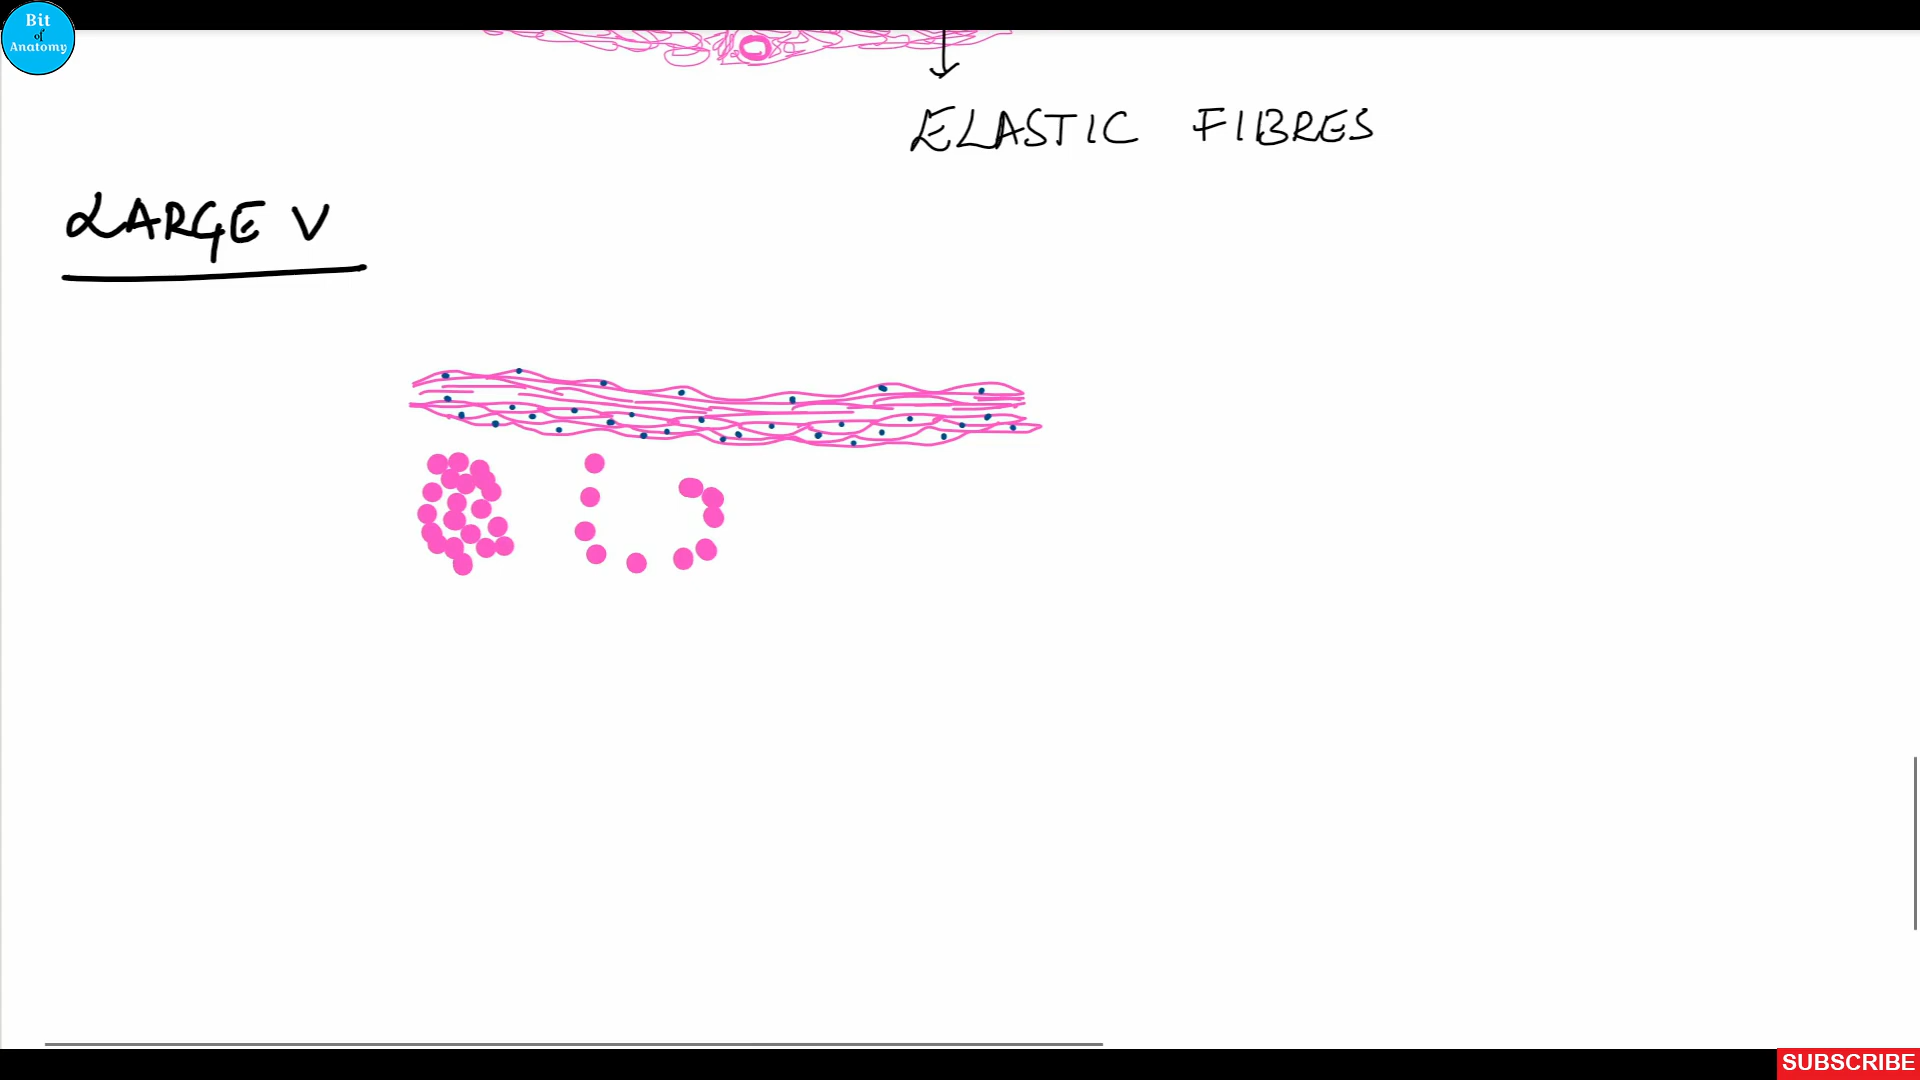 Bit
of
Anatomy
ELASTIC FIBRES
LARGE V
SUBSCRIBE